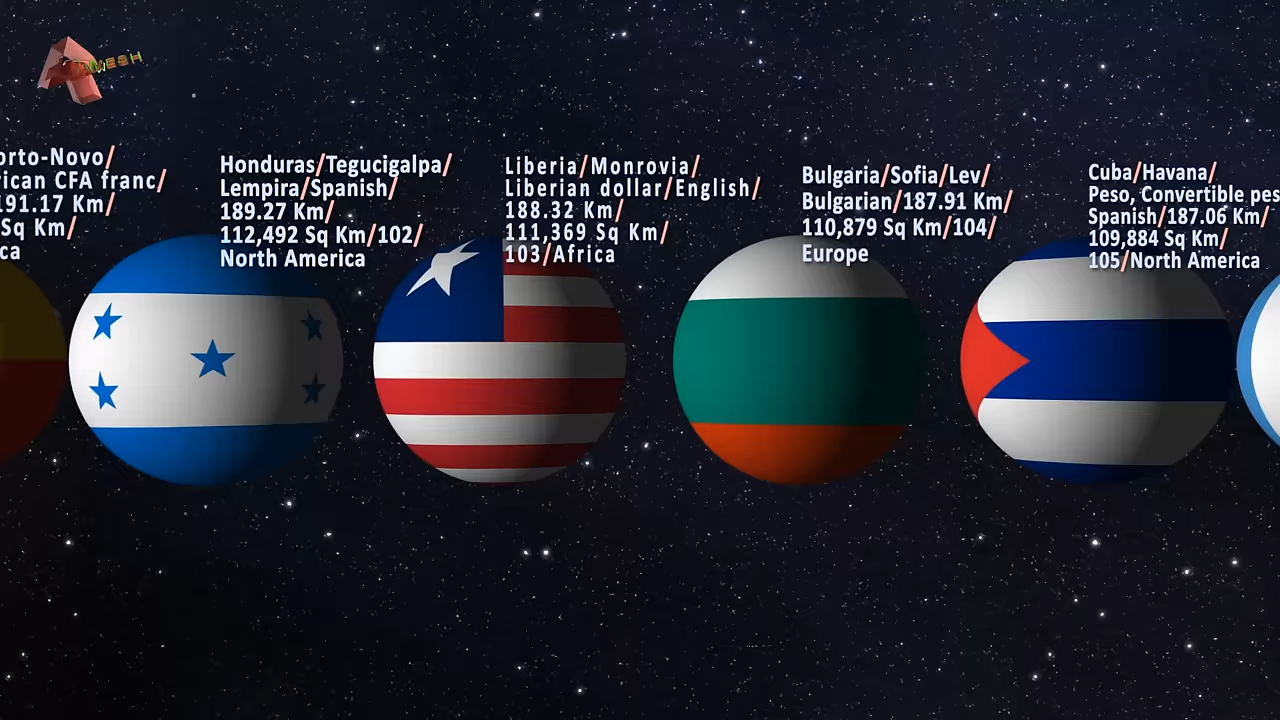 orto-Novo/
rican CFA franc/
191.17 Km/
Sq Km/
ca
Honduras/Tegucigalpa/
Lempira/Spanish/
189.27 Km/
112,492 Sq Km/102/
North America
Liberia/Monrovia/
Liberian dollar/English/
188.32 Km/
111,369 Sq Km/
103/Africa
Bulgaria/Sofia/Lev/
Bulgarian/187.91 Km/
110,879 Sq Km/104/
Europe
Cuba/Havana/
Peso, Convertible pes
Spanish/187.06 Km/
109,884 Sq Km/
105/North America